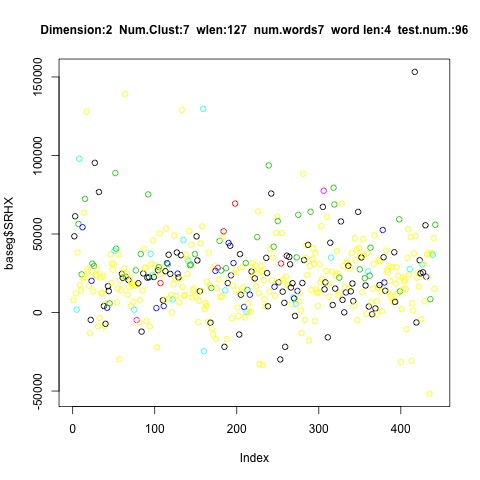 Dimension:2 Num.Clust:7 wlen:127 num.words7 word len:4 test.num.:96
150000
100000
50000
0
-50000
baseg$SRHX
0 100 200 300 400
Index